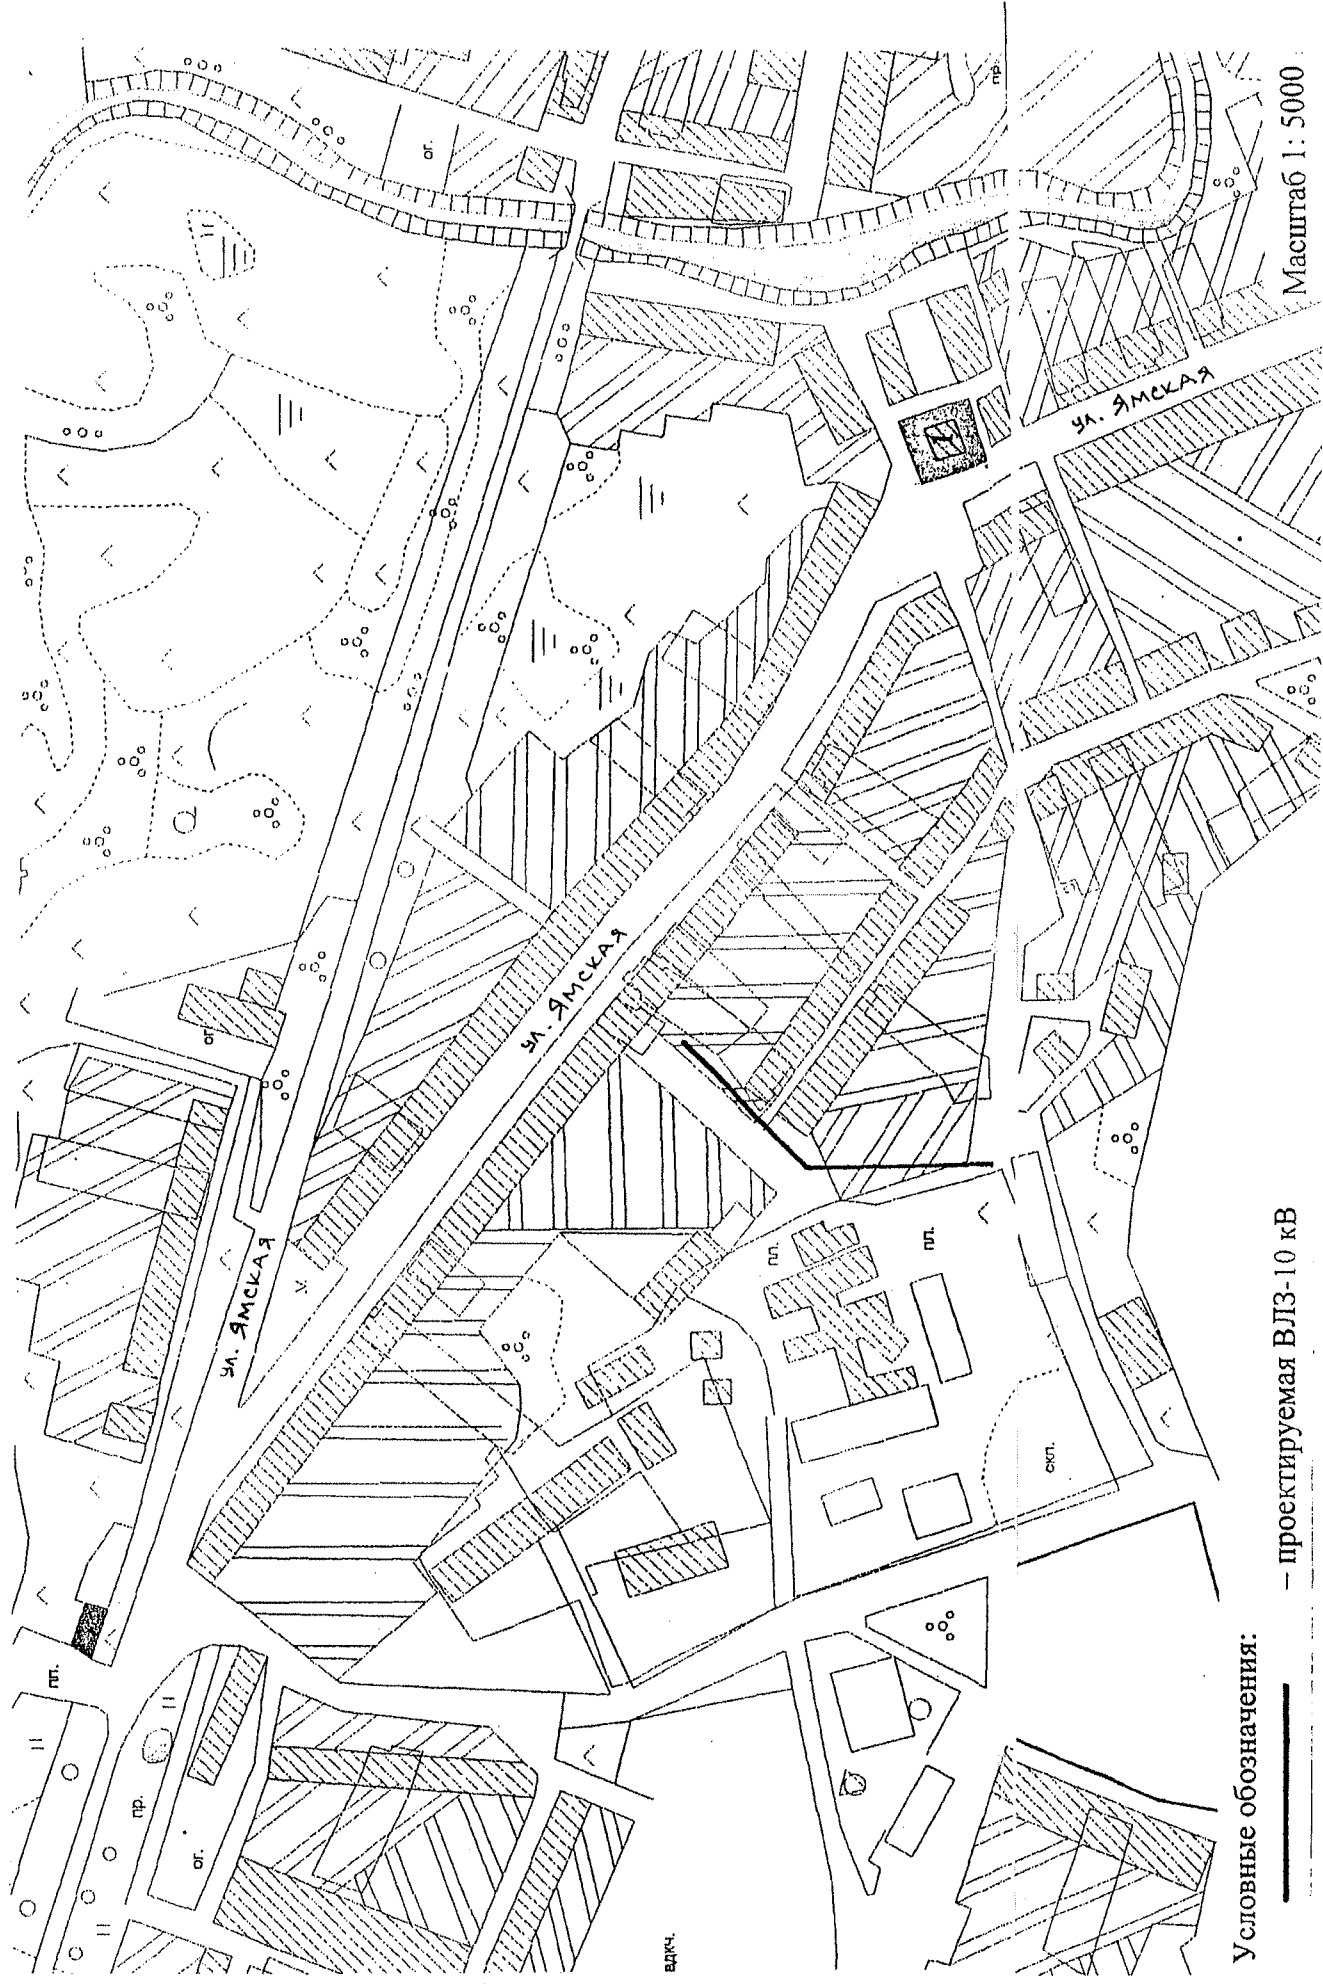 пл.
ог.
пр.
ог.
пр.
ог.
ул. ЯМСКАЯ
ул. ЯМСКАЯ
ул. ЯМСКАЯ
пл.
пл.
скл.
вдкч.
Масштаб 1: 5000
Условные обозначения:
– проектируемая ВЛЗ-10 кВ